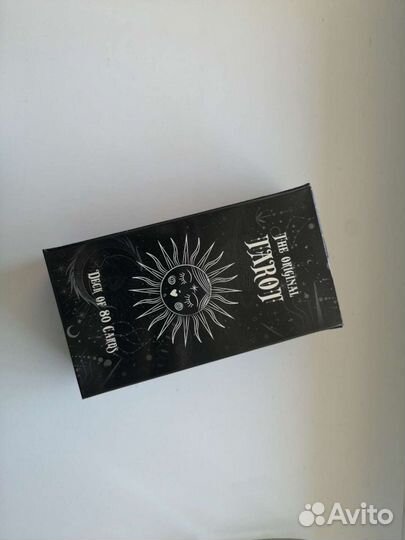 THE ORIGINAL
TAROT
DECK OF 80 CARDS
Avito